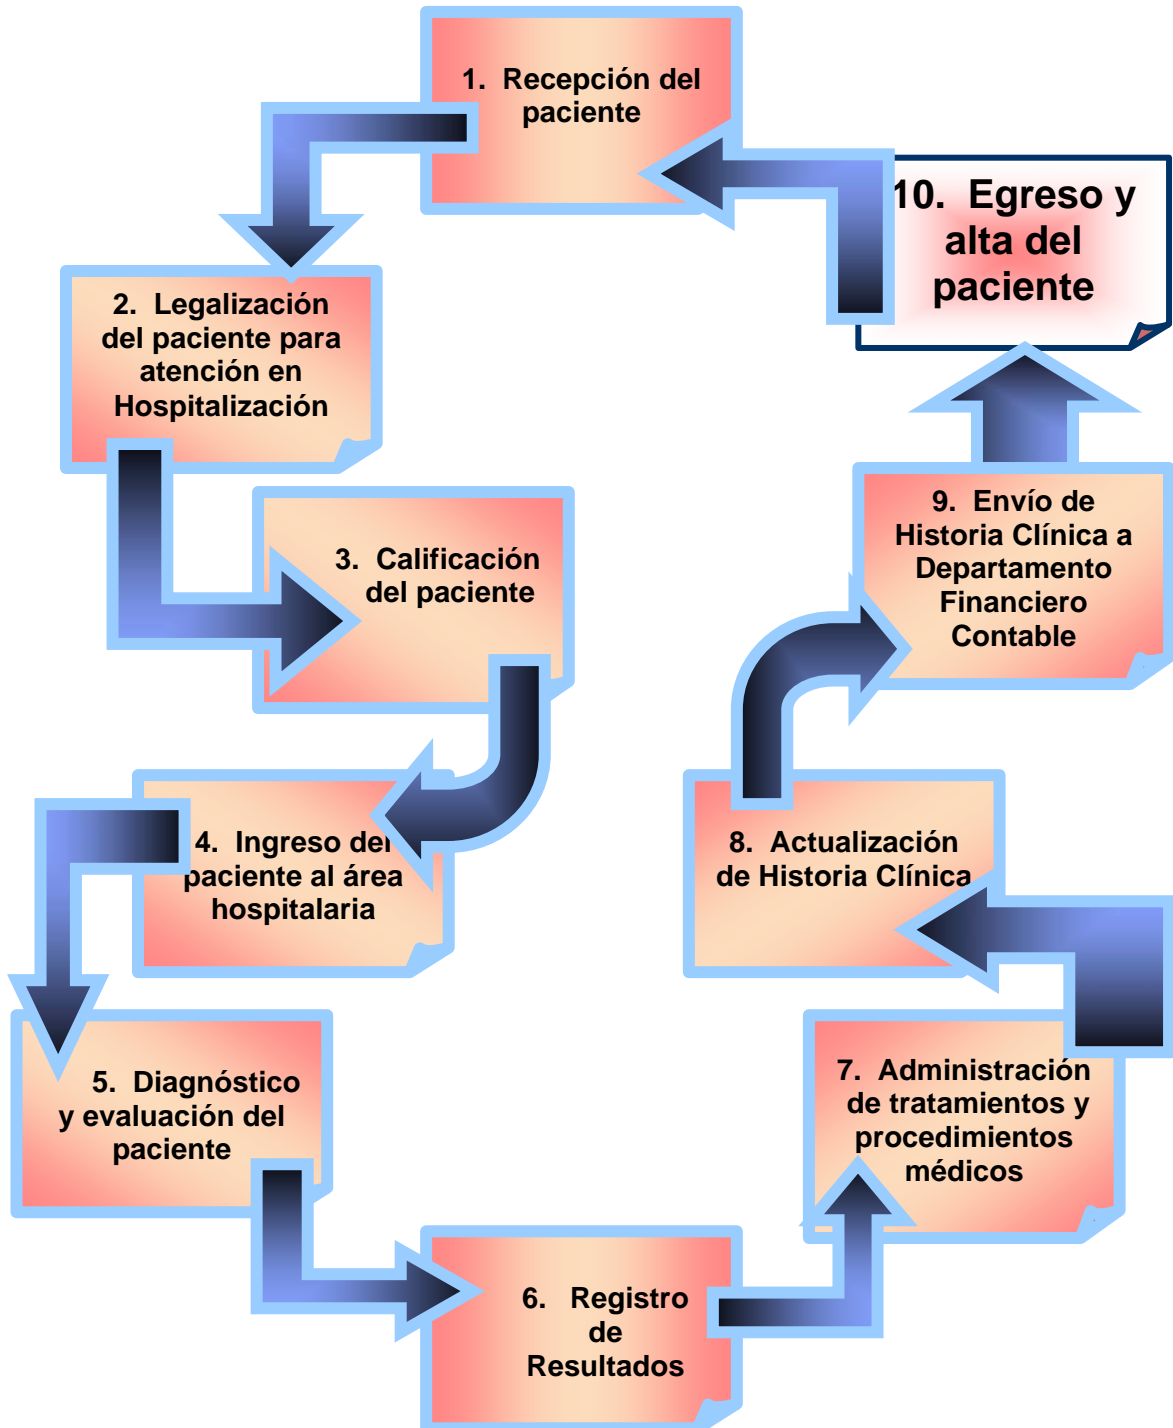 1. Recepción del
paciente
2. Legalización
del paciente para
atención en
Hospitalización
3. Calificación
del paciente
4. Ingreso del
paciente al área
hospitalaria
5. Diagnóstico
y evaluación del
paciente
6. Registro
de
Resultados
7. Administración
de tratamientos y
procedimientos
médicos
8. Actualización
de Historia Clínica
9. Envío de
Historia Clínica a
Departamento
Financiero
Contable
10. Egreso y
alta del
paciente